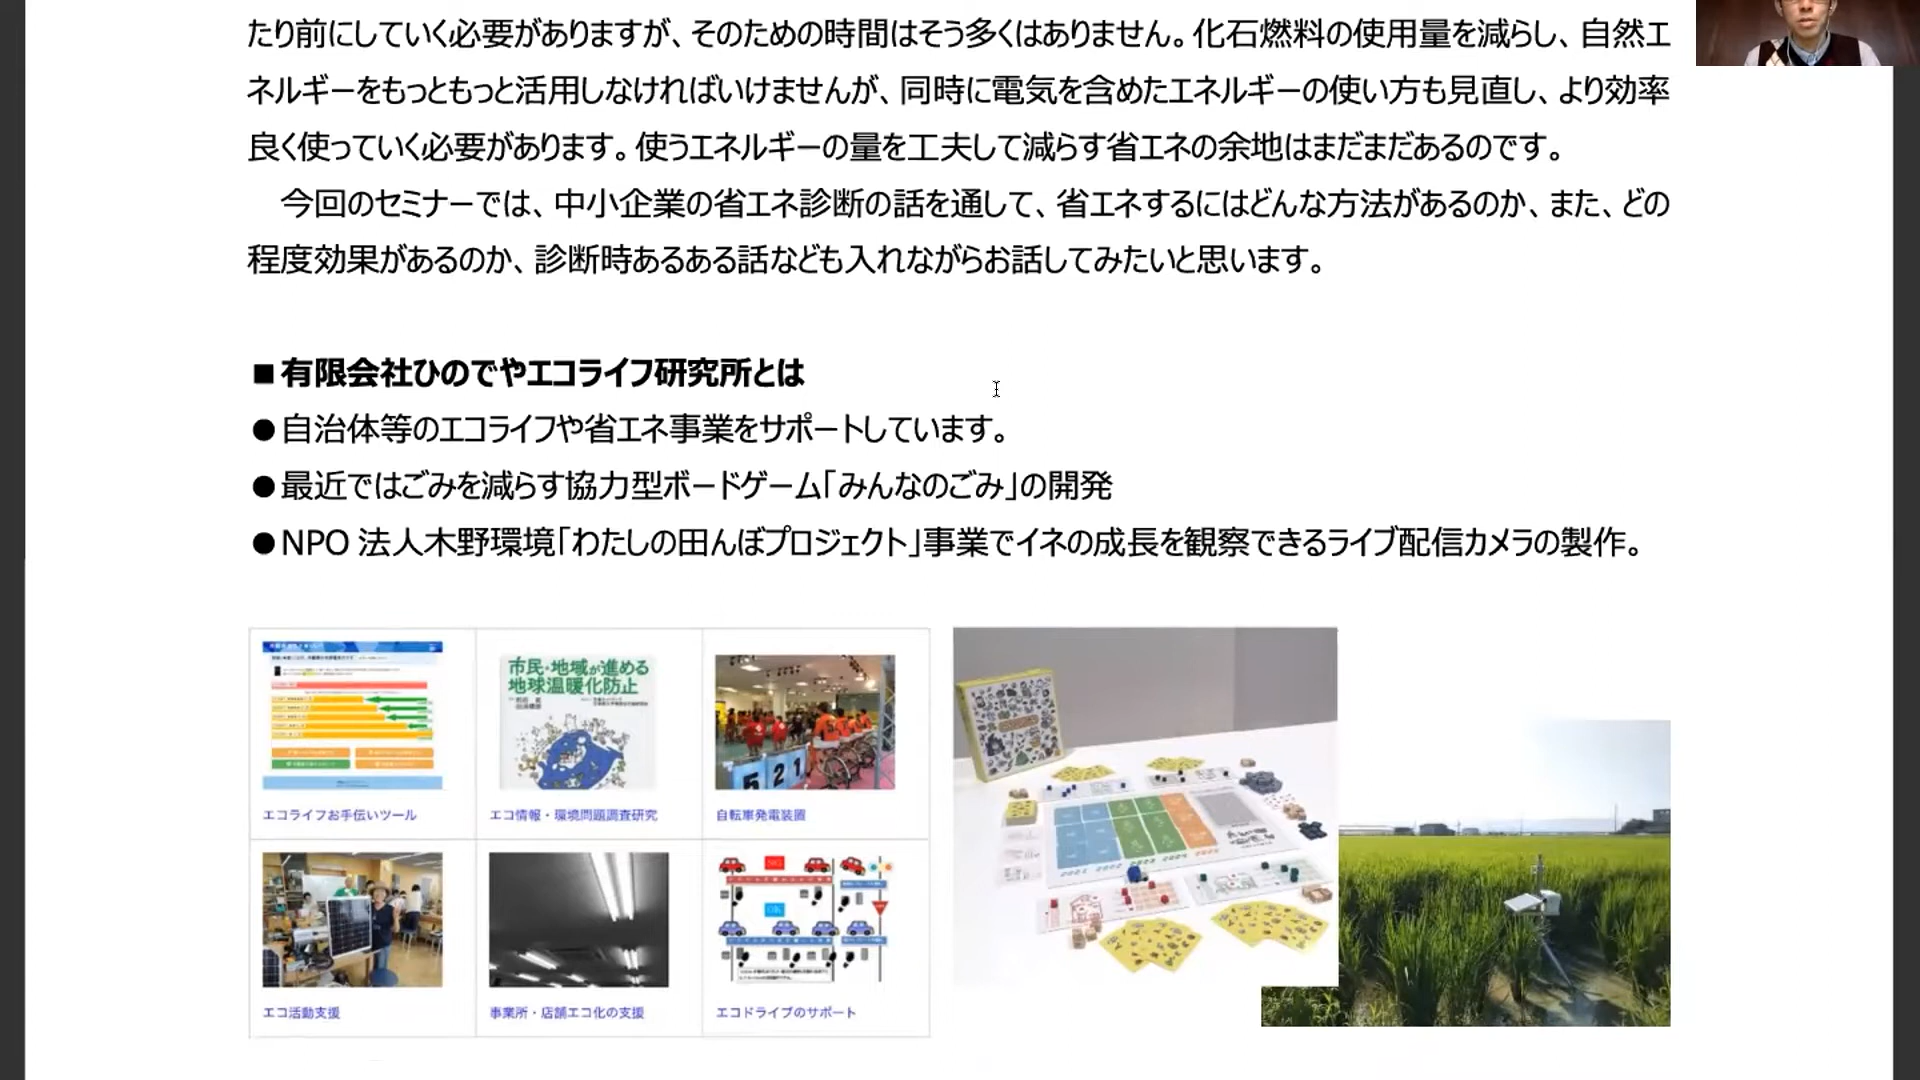 たり前にしていく必要がありますが、そのための時間はそう多くはありません。化石燃料の使用量を減らし、自然エ
ネルギーをもっともっと活用しなければいけませんが、同時に電気を含めたエネルギーの使い方も見直し、より効率
良く使っていく必要があります。使うエネルギーの量を工夫して減らす省エネの余地はまだまだあるのです。
今回のセミナーでは、中小企業の省エネ診断の話を通して、省エネするにはどんな方法があるのか、また、どの
程度効果があるのか、診断時あるある話なども入れながらお話してみたいと思います。
■有限会社ひのでやエコライフ研究所とは
●自治体等のエコライフや省エネ事業をサポートしています。
●最近ではごみを減らす協力型ボードゲーム「みんなのごみ」の開発
●NPO 法人木野環境「わたしの田んぼプロジェクト」事業でイネの成長を観察できるライブ配信カメラの製作。
市民・地域が進める
地球温暖化防止
5 2 1
エコライフお手伝いツール
エコ情報・環境問題調査研究
自転車発電装置
NG
OK
エコ活動支援
事業所・店舗エコ化の支援
エコドライブのサポート